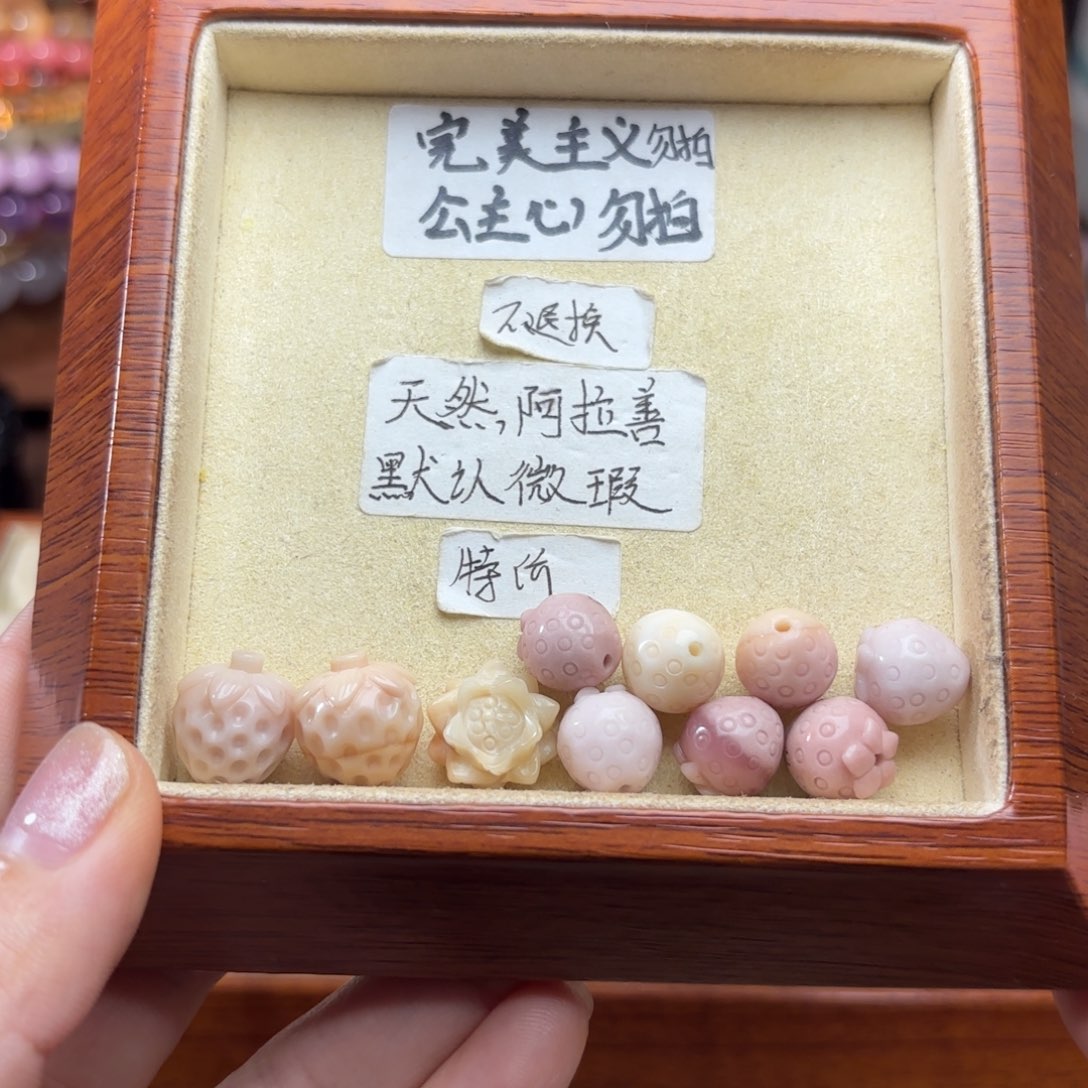 完美主义勿拍
公主心勿拍
不退换
天然,阿拉善
默认微瑕
特价